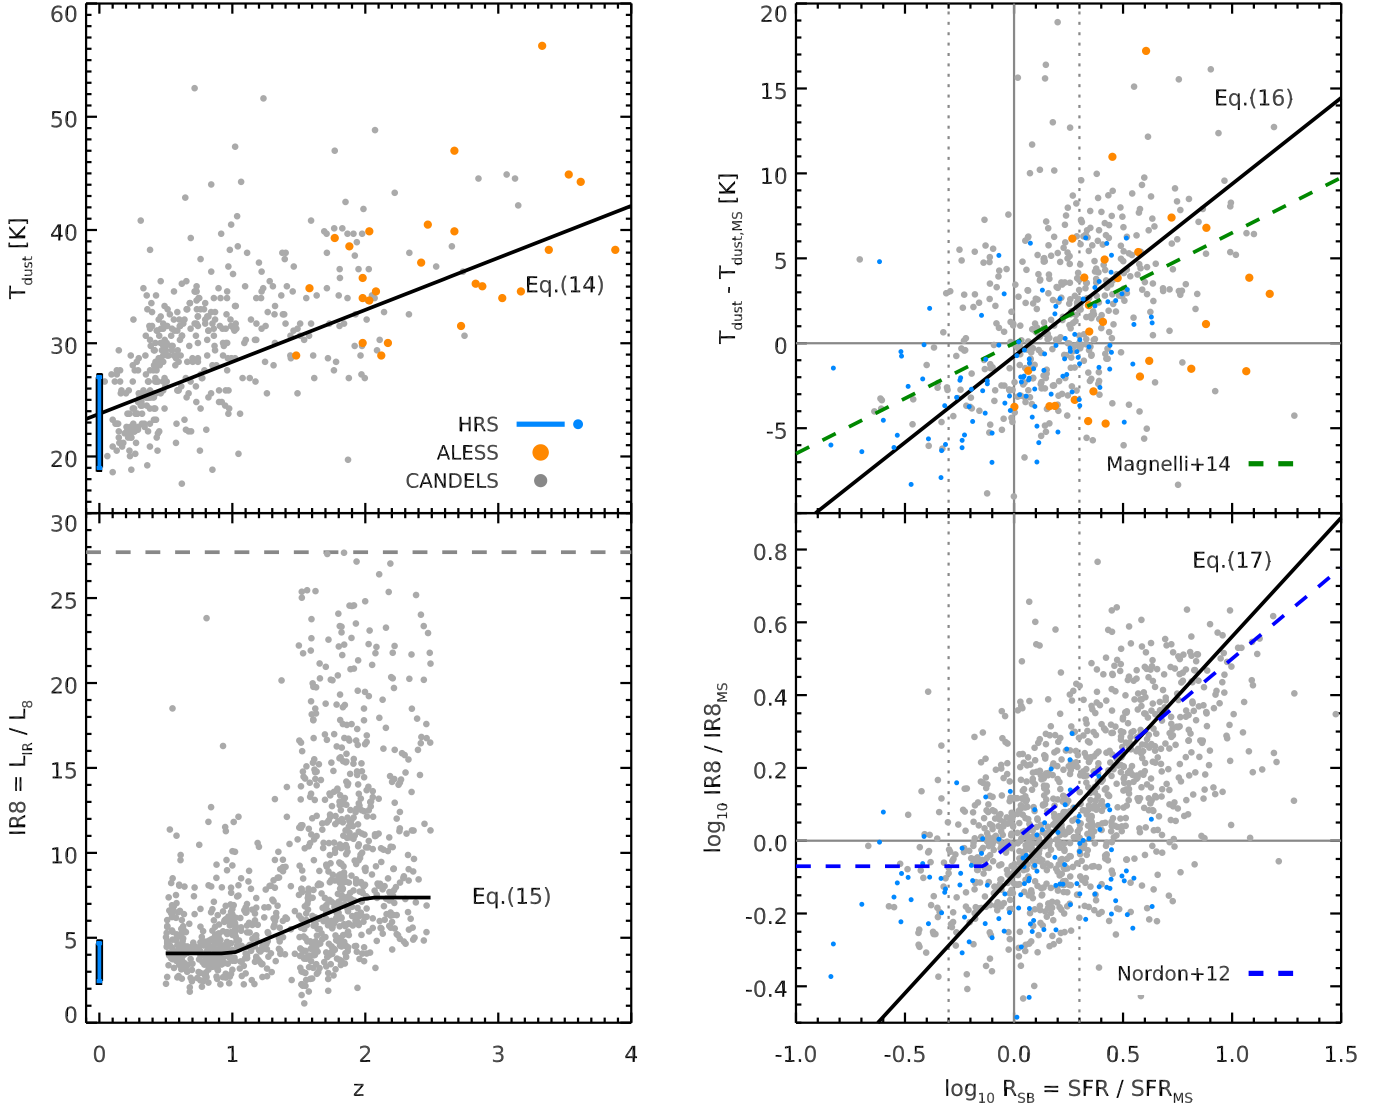 60
50
40
30
20
T_dust [K]
Eq.(14)
HRS
ALESS
CANDELS
20
15
10
5
0
-5
T_dust - T_dust,MS [K]
Eq.(16)
Magnelli+14
30
25
20
15
10
5
0
IR8 = L_IR / L_8
Eq.(15)
0 1 2 3 4
z
0.8
0.6
0.4
0.2
0.0
-0.2
-0.4
log_10 IR8 / IR8_MS
Eq.(17)
Nordon+12
-1.0 -0.5 0.0 0.5 1.0 1.5
log_10 R_SB = SFR / SFR_MS